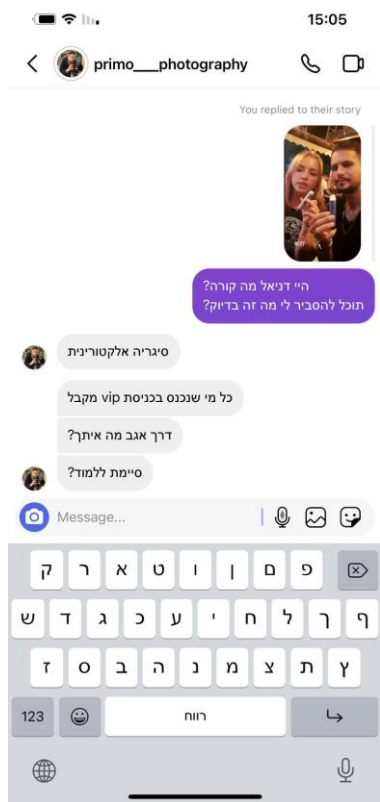 15:05
primo___photography
You replied to their story
היי דניאל מה קורה?
תוכל להסביר לי מה זה בדיוק?
סיגריה אלקטורינית
כל מי שנכנס בכניסת vip מקבל
דרך אגב מה איתך?
סיימת ללמוד?
Message...
ק ר א ט ו ן ם פ
ש ד ג כ ע י ח ל ך ף
ז ס ב ה נ מ צ ת ץ
123
רווח